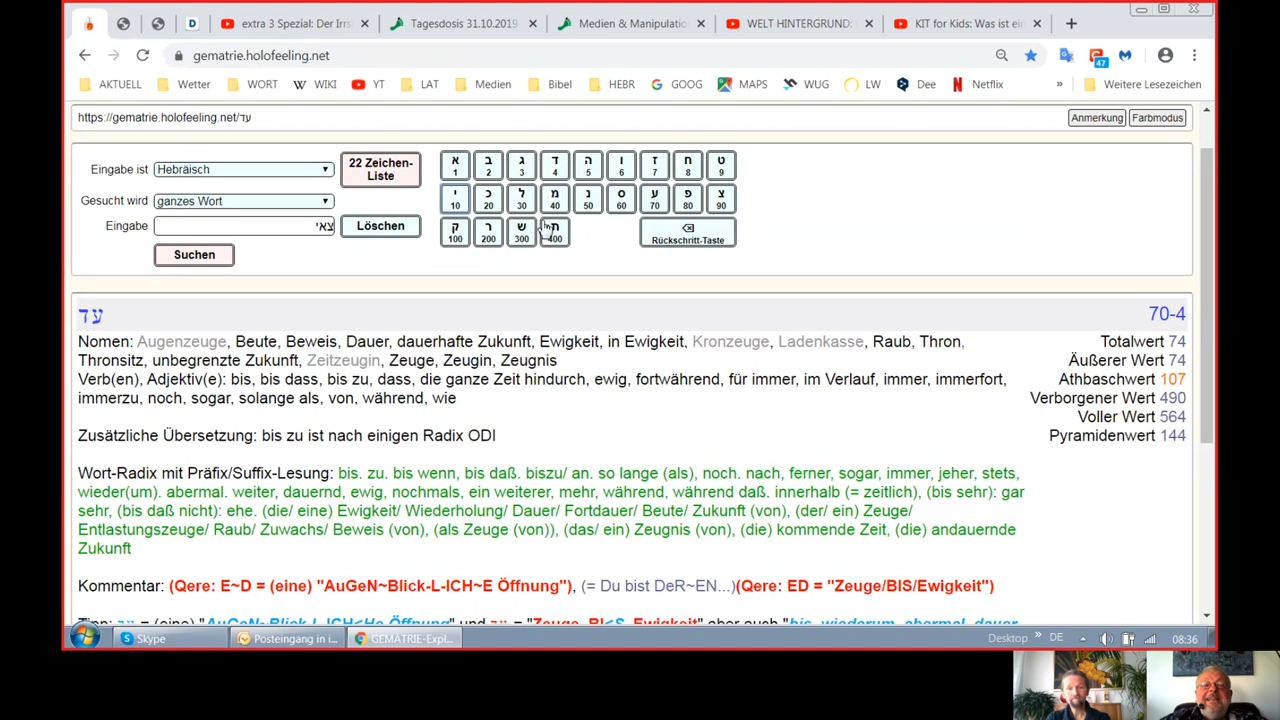 extra 3 Spezial: Der Irrs
Tagesdosis 31.10.2019
Medien & Manipulatio
WELT HINTERGRUND:
KIT for Kids: Was ist ein
gematrie.holofeeling.net
47
AKTUELL Wetter WORT WIKI YT LAT Medien Bibel HEBR GOOG MAPS WUG LW Dee Netflix » Weitere Lesezeichen
https://gematrie.holofeeling.net/עד Anmerkung Farbmodus
Eingabe ist Hebräisch 22 Zeichen-Liste
Gesucht wird ganzes Wort
Eingabe צאי Löschen
Suchen
א ב ג ד ה ו ז ח ט
1 2 3 4 5 6 7 8 9
י כ ל מ נ ס ע פ צ
10 20 30 40 50 60 70 80 90
ק ר ש ת
100 200 300 400 Rückschritt-Taste
עד 70-4
Nomen: Augenzeuge, Beute, Beweis, Dauer, dauerhafte Zukunft, Ewigkeit, in Ewigkeit, Kronzeuge, Ladenkasse, Raub, Thron,
Thronsitz, unbegrenzte Zukunft, Zeitzeugin, Zeuge, Zeugin, Zeugnis
Verb(en), Adjektiv(e): bis, bis dass, bis zu, dass, die ganze Zeit hindurch, ewig, fortwährend, für immer, im Verlauf, immer, immerfort,
immerzu, noch, sogar, solange als, von, während, wie
Totalwert 74
Äußerer Wert 74
Athbaschwert 107
Verborgener Wert 490
Voller Wert 564
Pyramidenwert 144
Zusätzliche Übersetzung: bis zu ist nach einigen Radix ODI
Wort-Radix mit Präfix/Suffix-Lesung: bis. zu. bis wenn, bis daß. biszu/ an. so lange (als), noch. nach, ferner, sogar, immer, jeher, stets,
wieder(um). abermal. weiter, dauernd, ewig, nochmals, ein weiterer, mehr, während, während daß. innerhalb (= zeitlich), (bis sehr): gar
sehr, (bis daß nicht): ehe. (die/ eine) Ewigkeit/ Wiederholung/ Dauer/ Fortdauer/ Beute/ Zukunft (von), (der/ ein) Zeuge/
Entlastungszeuge/ Raub/ Zuwachs/ Beweis (von), (als Zeuge (von)), (das/ ein) Zeugnis (von), (die) kommende Zeit, (die) andauernde
Zukunft
Kommentar: (Qere: E~D = (eine) "AuGeN~Blick-L-ICH~E Öffnung"), (= Du bist DeR~EN...)(Qere: ED = "Zeuge/BIS/Ewigkeit")
Skype Posteingang in i... GEMATRIE-Expl... Desktop » DE 08:36